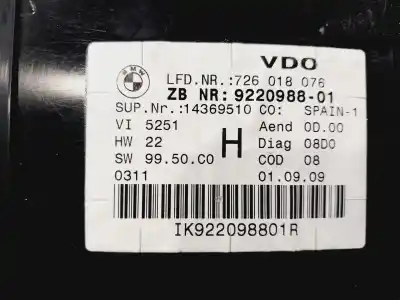 VDO
BMW
LFD.NR.:726 018 076
ZB NR: 9220988-01
SUP.Nr.:14369510 CO: SPAIN-1
VI 5251 Aend 0D.00
HW 22 H Diag 08D0
SW 99.50.C0 COD 08
0311 01.09.09
IK922098801R